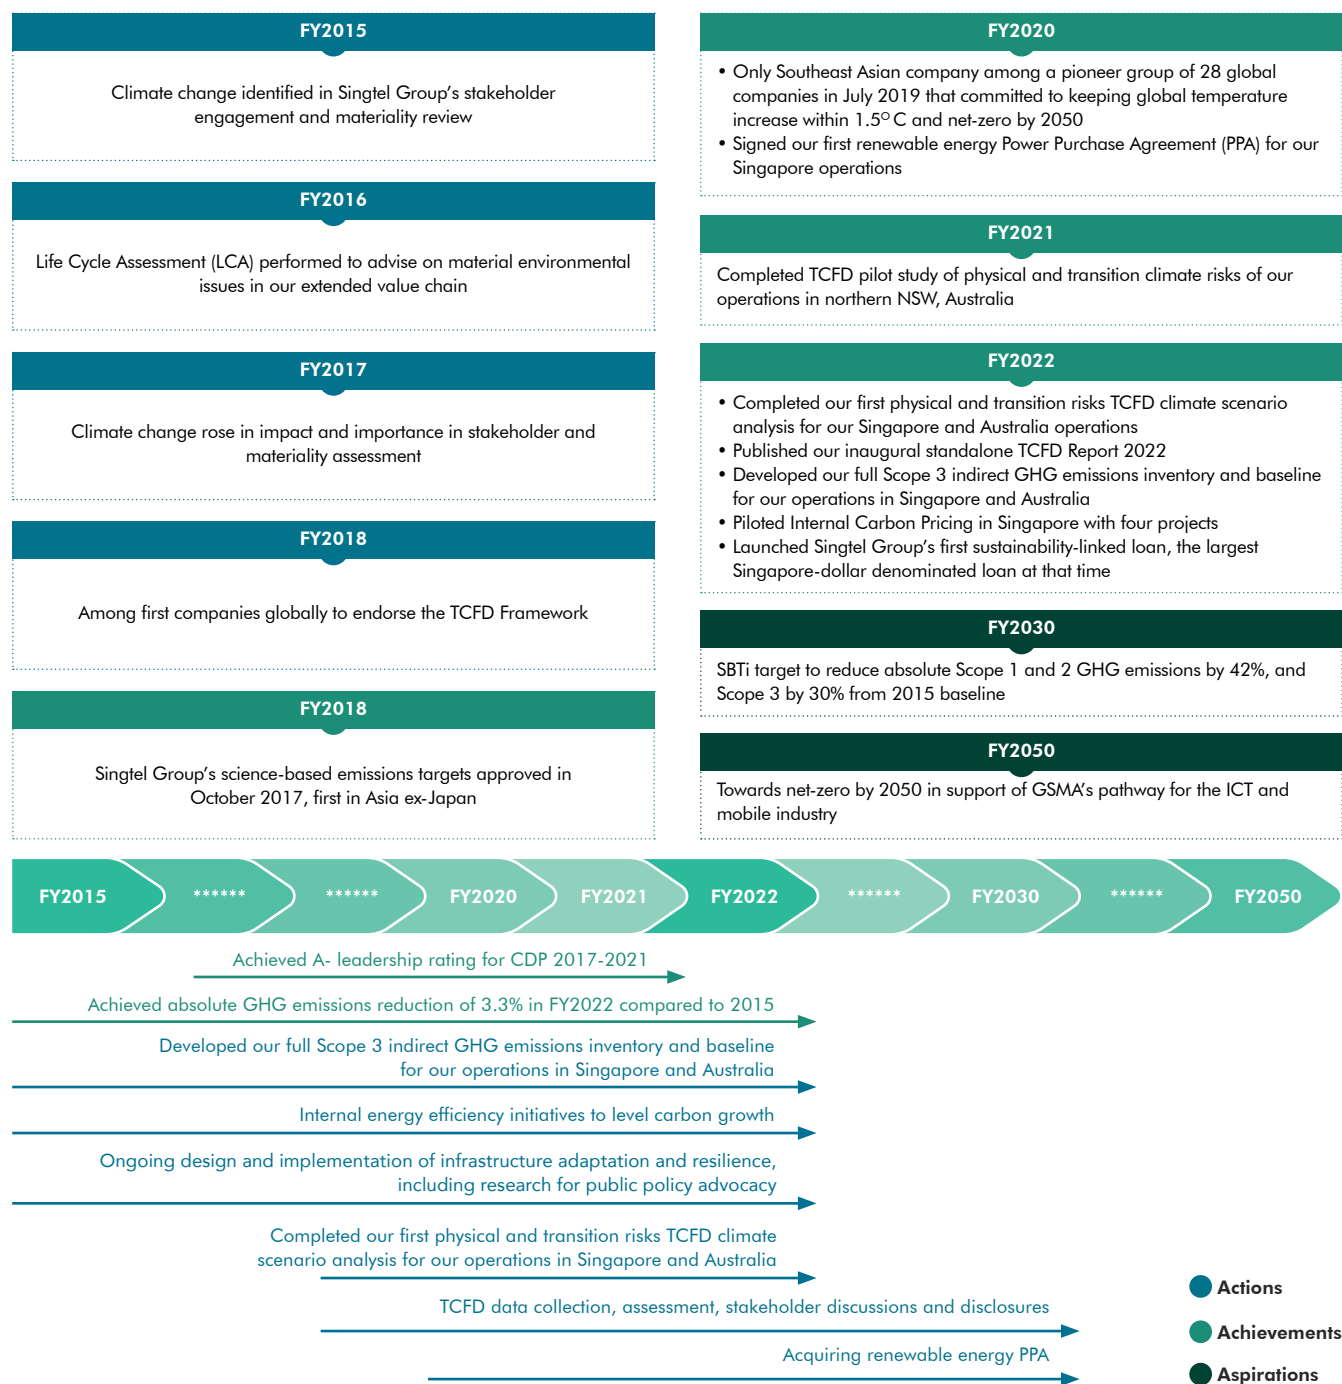 FY2015
Climate change identified in Singtel Group's stakeholder
engagement and materiality review
FY2016
Life Cycle Assessment (LCA) performed to advise on material environmental
issues in our extended value chain
FY2017
Climate change rose in impact and importance in stakeholder and
materiality assessment
FY2018
Among first companies globally to endorse the TCFD Framework
FY2018
Singtel Group's science-based emissions targets approved in
October 2017, first in Asia ex-Japan
FY2020
• Only Southeast Asian company among a pioneer group of 28 global
companies in July 2019 that committed to keeping global temperature
increase within 1.5° C and net-zero by 2050
• Signed our first renewable energy Power Purchase Agreement (PPA) for our
Singapore operations
FY2021
Completed TCFD pilot study of physical and transition climate risks of our
operations in northern NSW, Australia
FY2022
• Completed our first physical and transition risks TCFD climate scenario
analysis for our Singapore and Australia operations
• Published our inaugural standalone TCFD Report 2022
• Developed our full Scope 3 indirect GHG emissions inventory and baseline
for our operations in Singapore and Australia
• Piloted Internal Carbon Pricing in Singapore with four projects
• Launched Singtel Group's first sustainability-linked loan, the largest
Singapore-dollar denominated loan at that time
FY2030
SBTi target to reduce absolute Scope 1 and 2 GHG emissions by 42%, and
Scope 3 by 30% from 2015 baseline
FY2050
Towards net-zero by 2050 in support of GSMA's pathway for the ICT and
mobile industry
FY2015 ****** ****** FY2020 FY2021 FY2022 ****** FY2030 ****** FY2050
Achieved A- leadership rating for CDP 2017-2021
Achieved absolute GHG emissions reduction of 3.3% in FY2022 compared to 2015
Developed our full Scope 3 indirect GHG emissions inventory and baseline
for our operations in Singapore and Australia
Internal energy efficiency initiatives to level carbon growth
Ongoing design and implementation of infrastructure adaptation and resilience,
including research for public policy advocacy
Completed our first physical and transition risks TCFD climate
scenario analysis for our operations in Singapore and Australia
TCFD data collection, assessment, stakeholder discussions and disclosures
Acquiring renewable energy PPA
Actions
Achievements
Aspirations